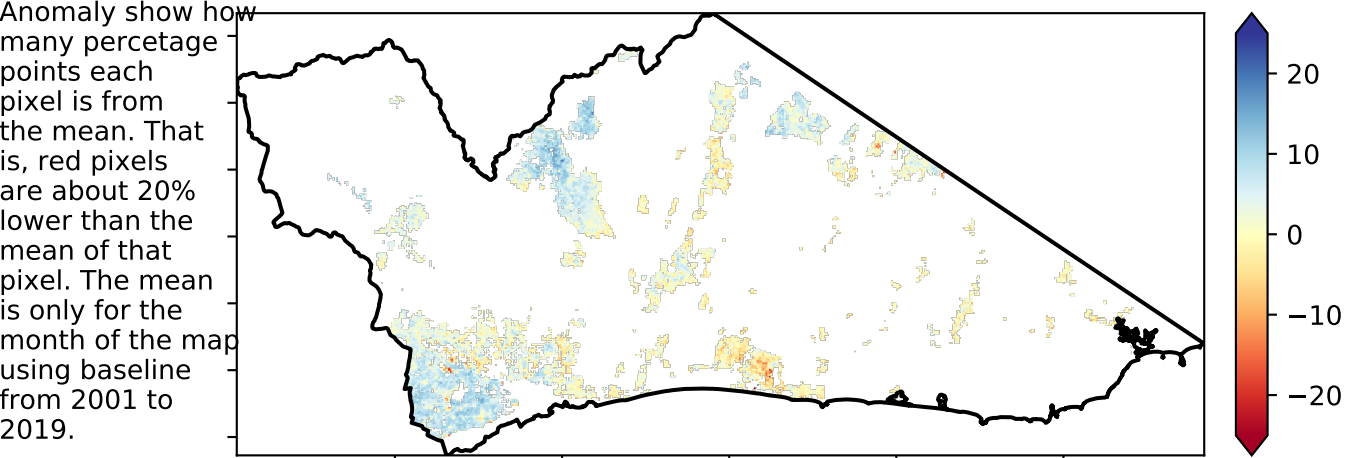 Anomaly show how
many percetage
points each
pixel is from
the mean. That
is, red pixels
are about 20%
lower than the
mean of that
pixel. The mean
is only for the
month of the map
using baseline
from 2001 to
2019.
20
10
0
−10
−20